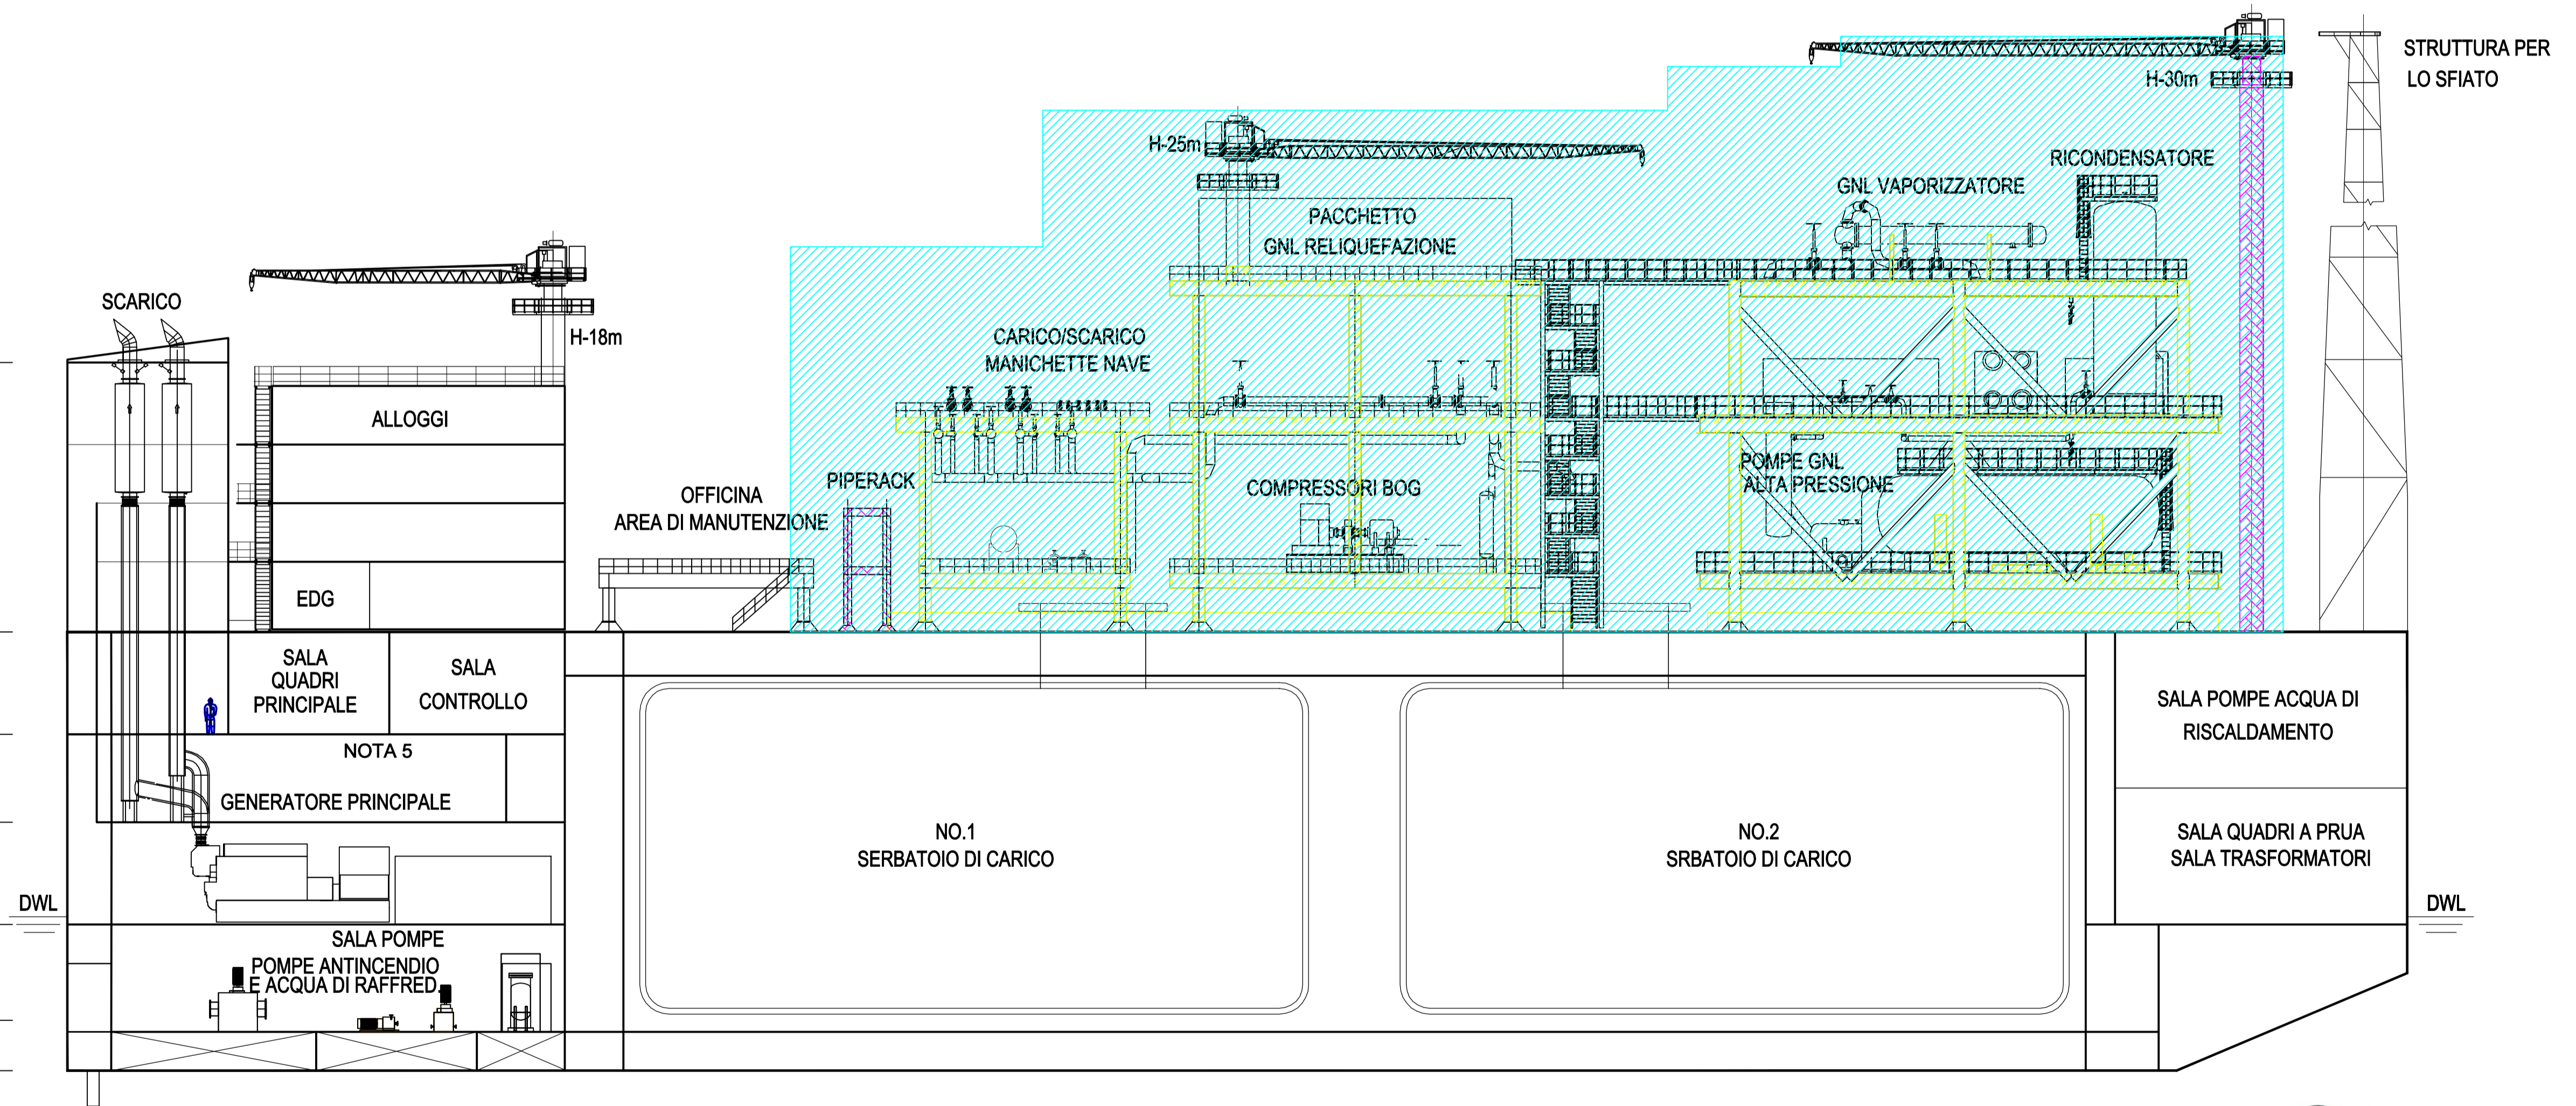 STRUTTURA PER
LO SFIATO
H-30m
H-25m
RICONDENSATORE
GNL VAPORIZZATORE
PACCHETTO
GNL RELIQUEFAZIONE
SCARICO
H-18m
CARICO/SCARICO
MANICHETTE NAVE
ALLOGGI
PIPERACK
OFFICINA
AREA DI MANUTENZIONE
COMPRESSORI BOG
POMPE GNL
ALTA PRESSIONE
EDG
SALA
QUADRI
PRINCIPALE
SALA
CONTROLLO
NOTA 5
GENERATORE PRINCIPALE
SALA POMPE ACQUA DI
RISCALDAMENTO
NO.1
SERBATOIO DI CARICO
NO.2
SRBATOIO DI CARICO
SALA QUADRI A PRUA
SALA TRASFORMATORI
DWL
DWL
SALA POMPE
POMPE ANTINCENDIO
E ACQUA DI RAFFRED.